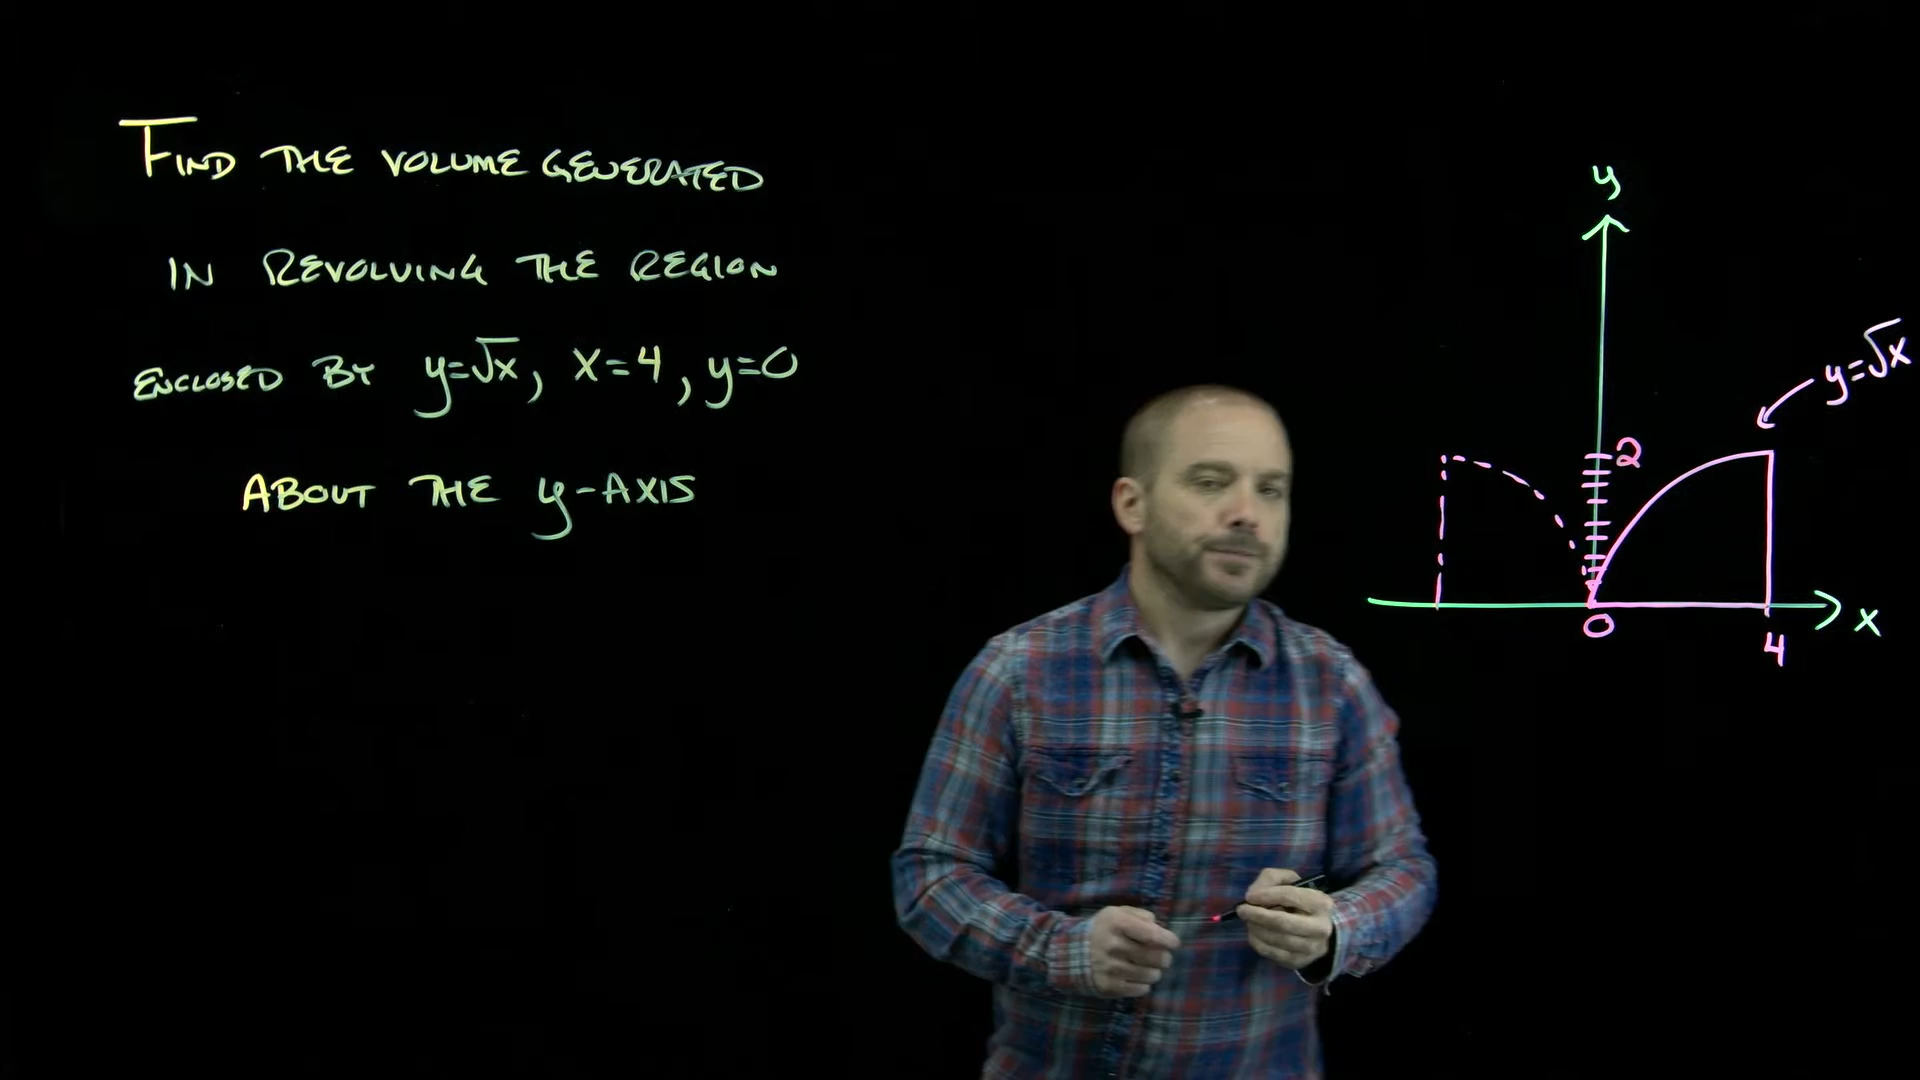 FIND THE VOLUME GENERATED
IN REVOLVING THE REGION
ENCLOSED BY y=√x, x=4, y=0
ABOUT THE y-AXIS
y
y=√x
2
0
4
x